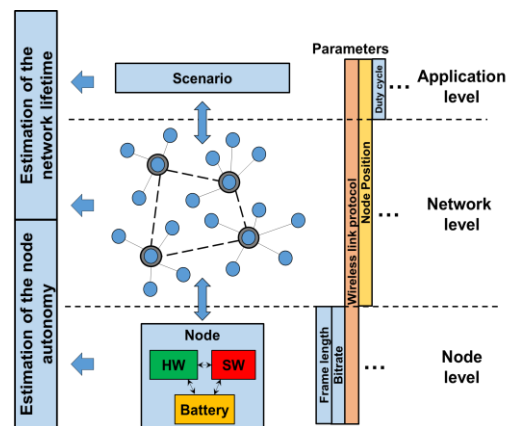 Estimation of the
network lifetime
Estimation of the node
autonomy
Scenario
Node
HW
SW
Battery
Parameters
Wireless link protocol
Node Position
Duty cycle
Frame length
Bitrate
...
Application
level
...
Network
level
...
Node
level